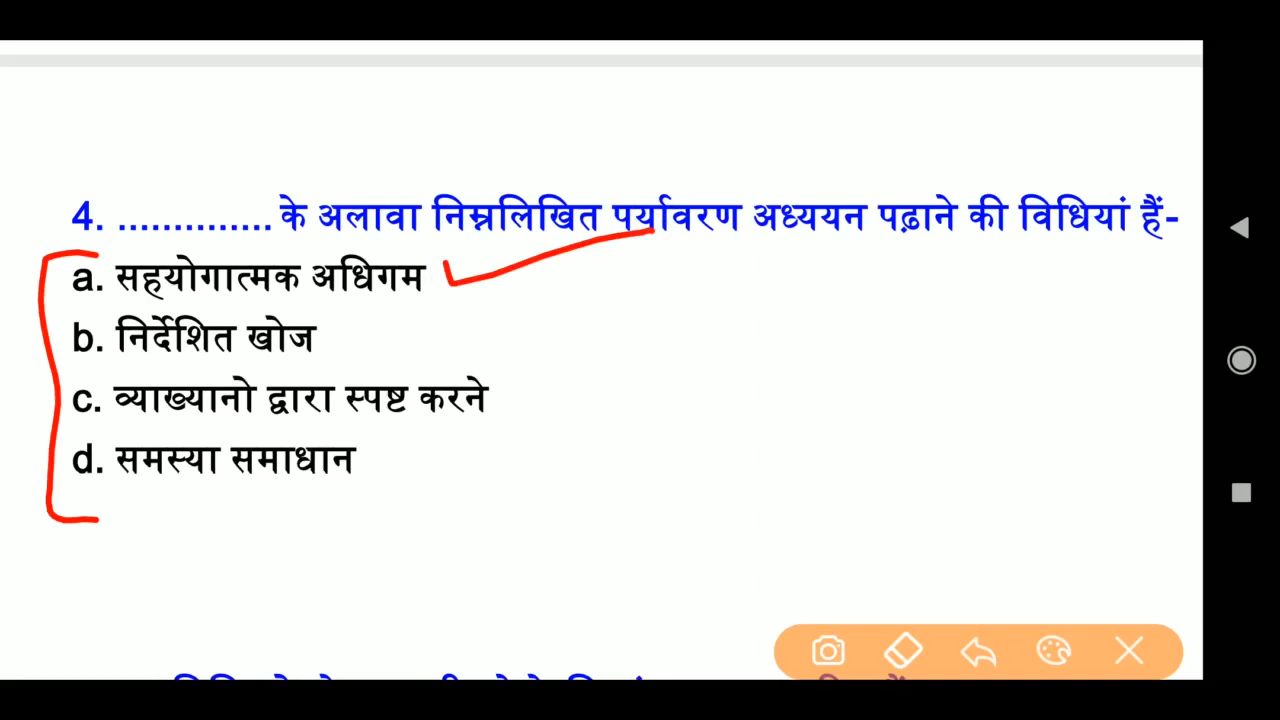 4. .............. के अलावा निम्नलिखित पर्यावरण अध्ययन पढ़ाने की विधियां हैं-
a. सहयोगात्मक अधिगम
b. निर्देशित खोज
c. व्याख्यानो द्वारा स्पष्ट करने
d. समस्या समाधान